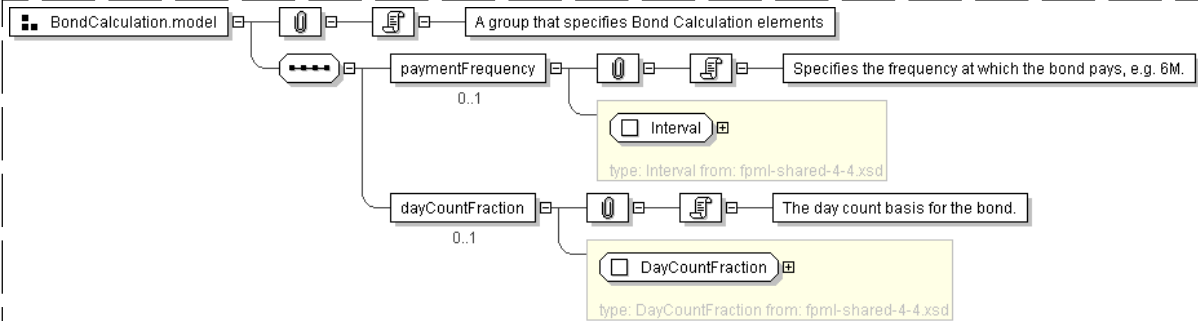 BondCalculation.model
A group that specifies Bond Calculation elements
paymentFrequency
Specifies the frequency at which the bond pays, e.g. 6M.
0..1
Interval
type: Interval from: fpml-shared-4-4.xsd
dayCountFraction
The day count basis for the bond.
0..1
DayCountFraction
type: DayCountFraction from: fpml-shared-4-4.xsd